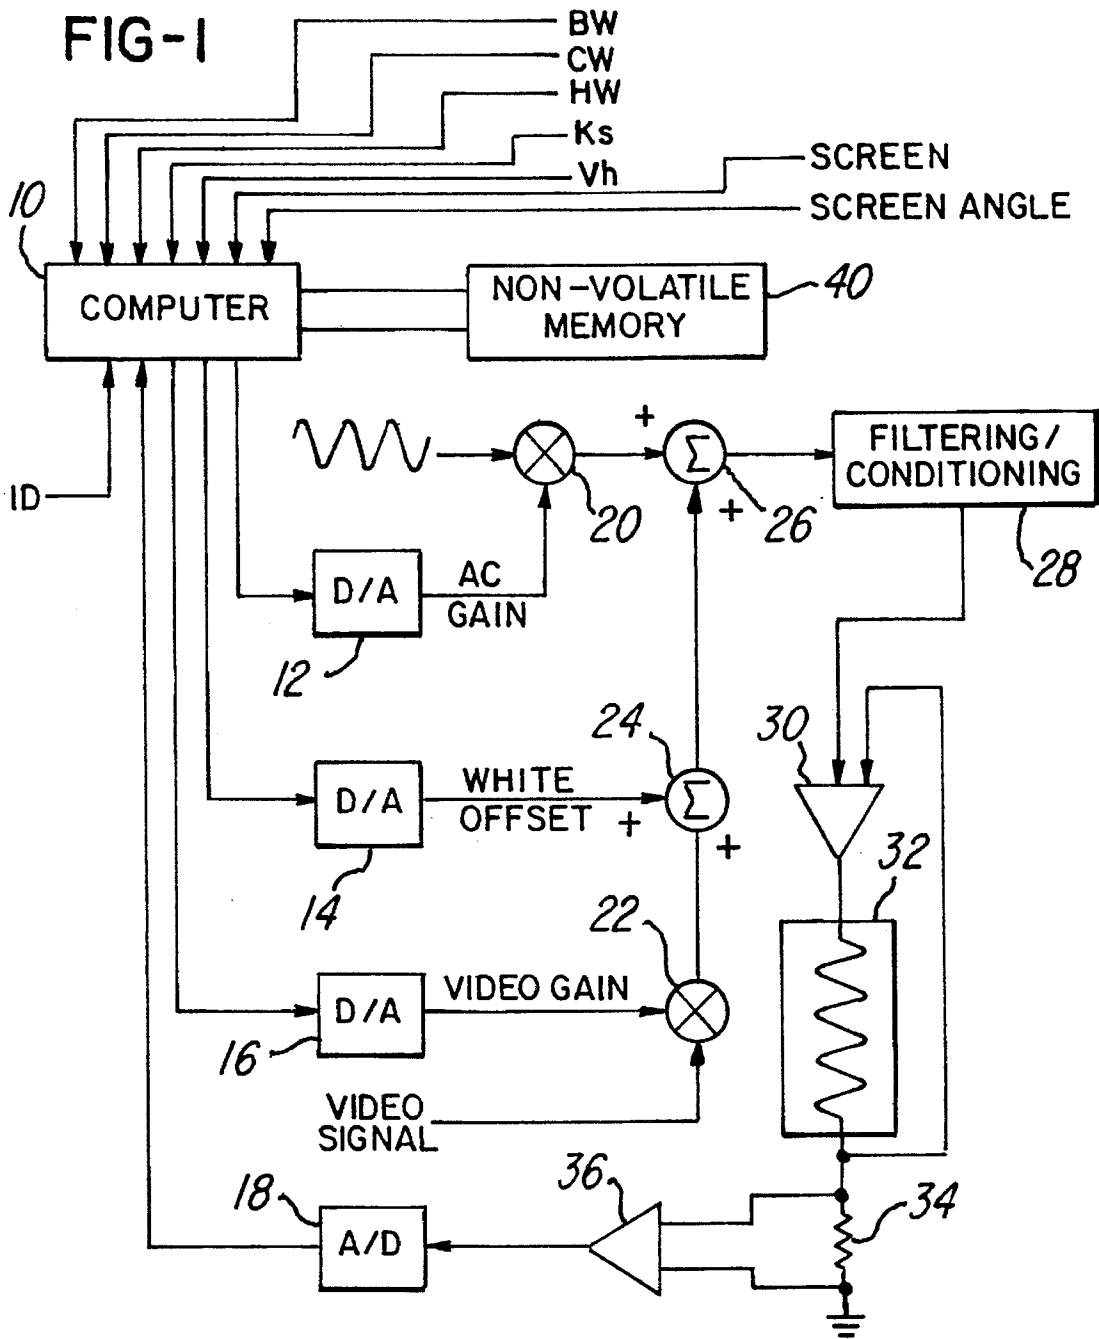 FIG-1
BW
CW
HW
Ks
Vh
SCREEN
SCREEN ANGLE
10
COMPUTER
NON-VOLATILE
MEMORY
40
+
Σ
FILTERING/
CONDITIONING
ID
20
+
26
28
D/A
AC
GAIN
12
24
30
D/A
WHITE
OFFSET
+
Σ
+
14
32
22
D/A
VIDEO GAIN
16
VIDEO
SIGNAL
18
36
34
A/D